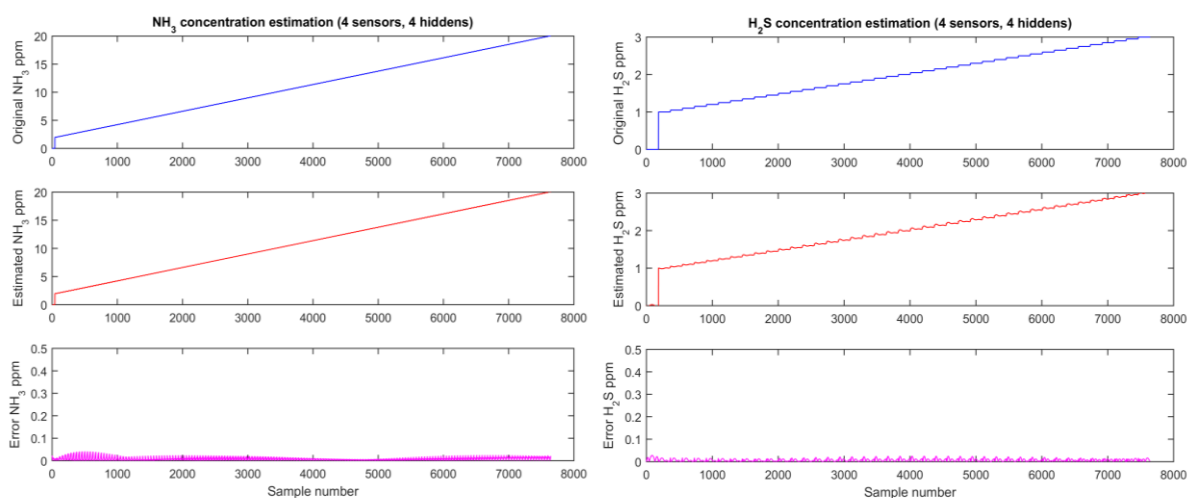 NH3 concentration estimation (4 sensors, 4 hiddens)
Original NH3 ppm
20
15
10
5
0
0 1000 2000 3000 4000 5000 6000 7000 8000
Estimated NH3 ppm
20
15
10
5
0
0 1000 2000 3000 4000 5000 6000 7000 8000
Error NH3 ppm
0.5
0.4
0.3
0.2
0.1
0
0 1000 2000 3000 4000 5000 6000 7000 8000
Sample number
H2S concentration estimation (4 sensors, 4 hiddens)
Original H2S ppm
3
2
1
0
0 1000 2000 3000 4000 5000 6000 7000 8000
Estimated H2S ppm
3
2
1
0
0 1000 2000 3000 4000 5000 6000 7000 8000
Error H2S ppm
0.5
0.4
0.3
0.2
0.1
0
0 1000 2000 3000 4000 5000 6000 7000 8000
Sample number